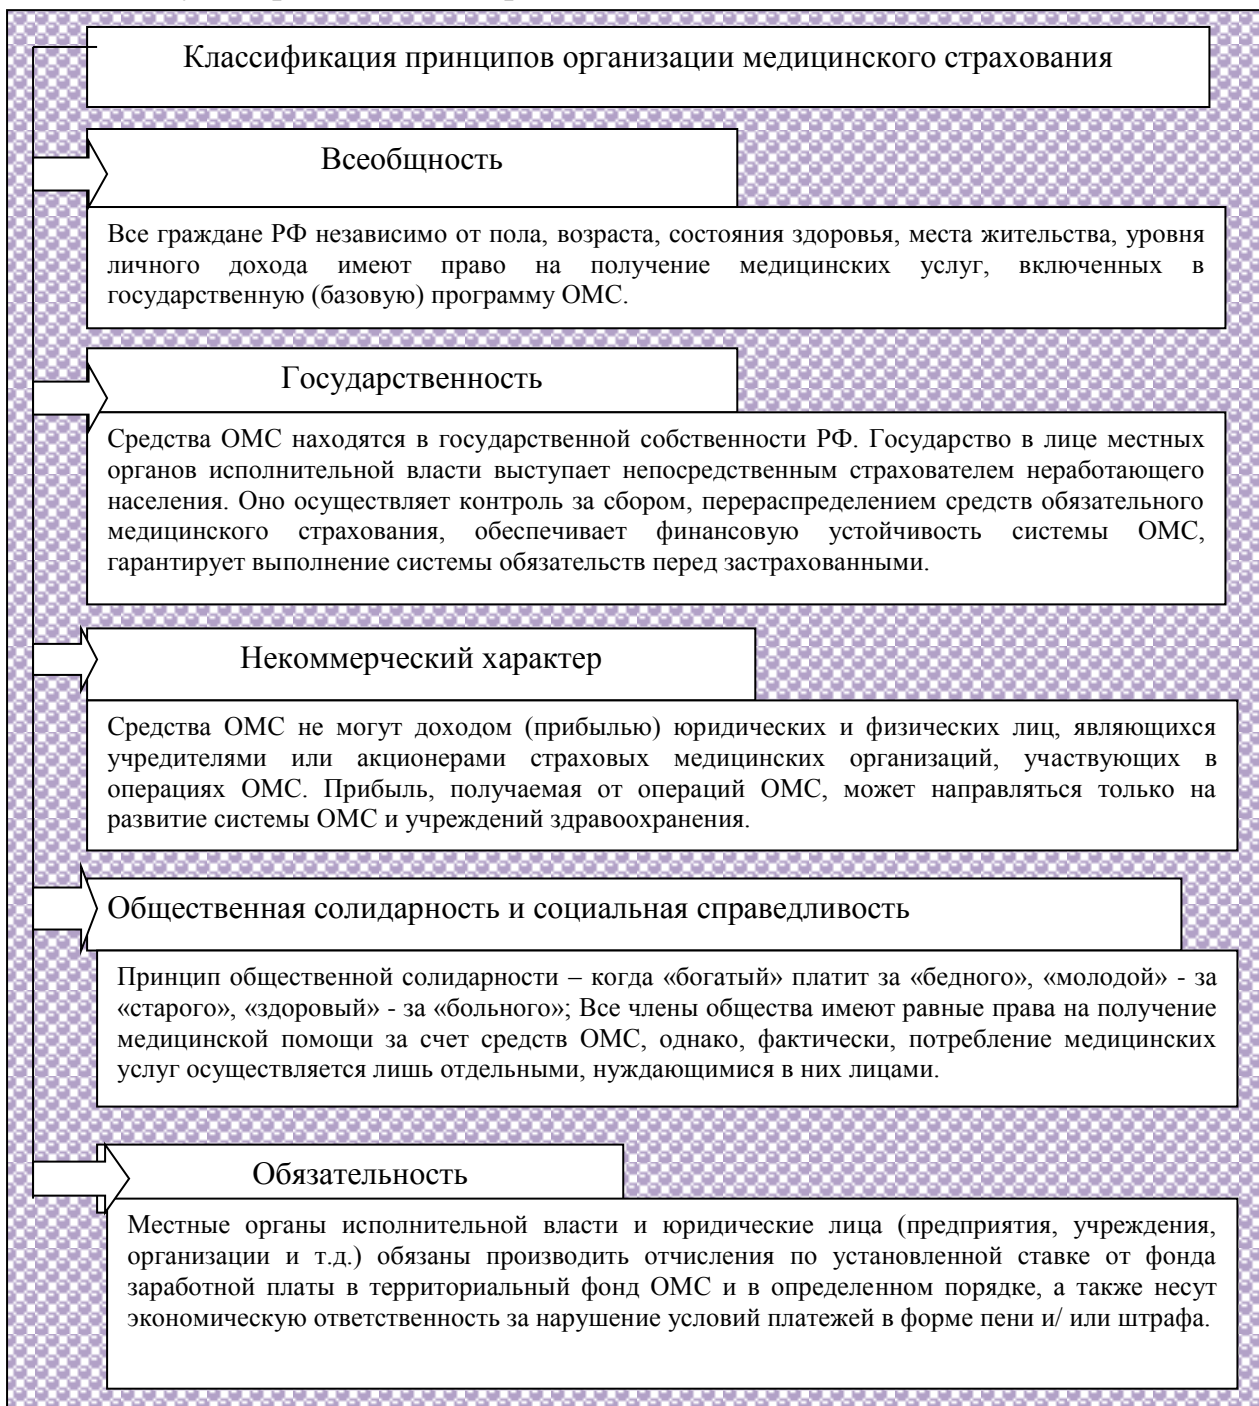 Классификация принципов организации медицинского страхования
Всеобщность
Все граждане РФ независимо от пола, возраста, состояния здоровья, места жительства, уровня
личного дохода имеют право на получение медицинских услуг, включенных в
государственную (базовую) программу ОМС.
Государственность
Средства ОМС находятся в государственной собственности РФ. Государство в лице местных
органов исполнительной власти выступает непосредственным страхователем неработающего
населения. Оно осуществляет контроль за сбором, перераспределением средств обязательного
медицинского страхования, обеспечивает финансовую устойчивость системы ОМС,
гарантирует выполнение системы обязательств перед застрахованными.
Некоммерческий характер
Средства ОМС не могут доходом (прибылью) юридических и физических лиц, являющихся
учредителями или акционерами страховых медицинских организаций, участвующих в
операциях ОМС. Прибыль, получаемая от операций ОМС, может направляться только на
развитие системы ОМС и учреждений здравоохранения.
Общественная солидарность и социальная справедливость
Принцип общественной солидарности – когда «богатый» платит за «бедного», «молодой» - за
«старого», «здоровый» - за «больного»; Все члены общества имеют равные права на получение
медицинской помощи за счет средств ОМС, однако, фактически, потребление медицинских
услуг осуществляется лишь отдельными, нуждающимися в них лицами.
Обязательность
Местные органы исполнительной власти и юридические лица (предприятия, учреждения,
организации и т.д.) обязаны производить отчисления по установленной ставке от фонда
заработной платы в территориальный фонд ОМС и в определенном порядке, а также несут
экономическую ответственность за нарушение условий платежей в форме пени и/ или штрафа.